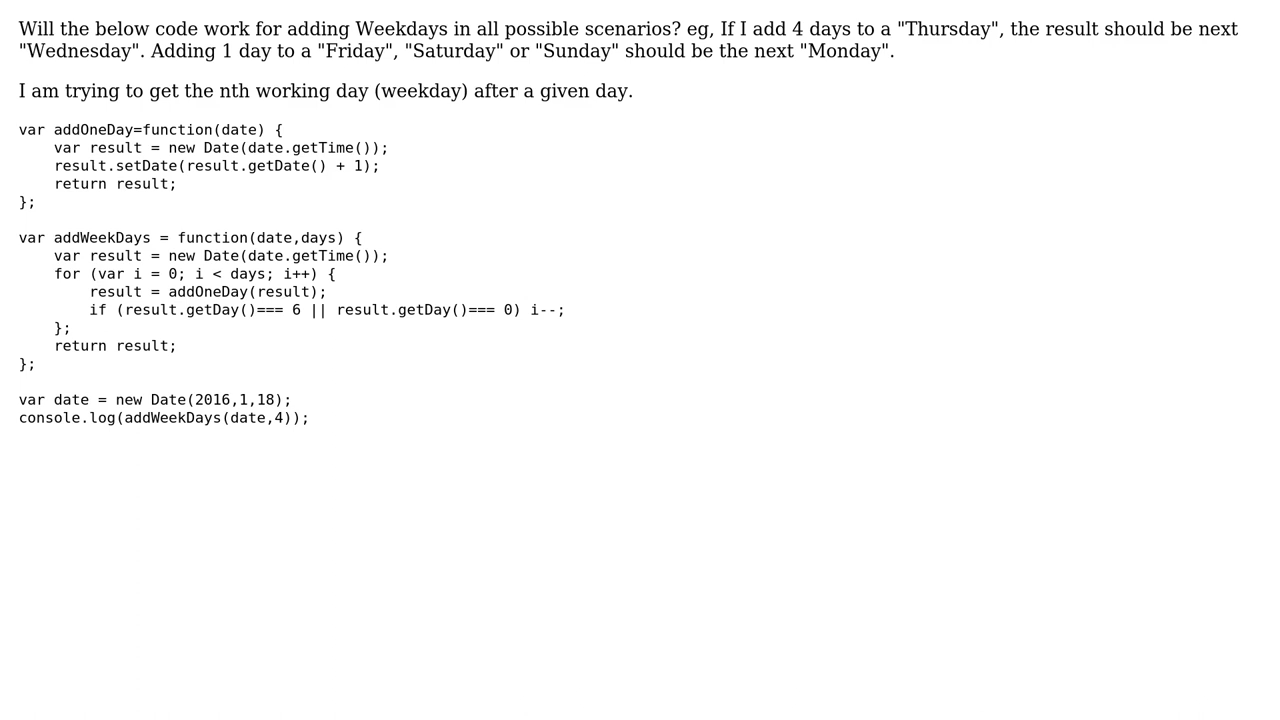 Will the below code work for adding Weekdays in all possible scenarios? eg, If I add 4 days to a "Thursday", the result should be next
"Wednesday". Adding 1 day to a "Friday", "Saturday" or "Sunday" should be the next "Monday".
I am trying to get the nth working day (weekday) after a given day.
var addOneDay=function(date) {
    var result = new Date(date.getTime());
    result.setDate(result.getDate() + 1);
    return result;
};
var addWeekDays = function(date,days) {
    var result = new Date(date.getTime());
    for (var i = 0; i < days; i++) {
        result = addOneDay(result);
        if (result.getDay()=== 6 || result.getDay()=== 0) i--;
    };
    return result;
};
var date = new Date(2016,1,18);
console.log(addWeekDays(date,4));